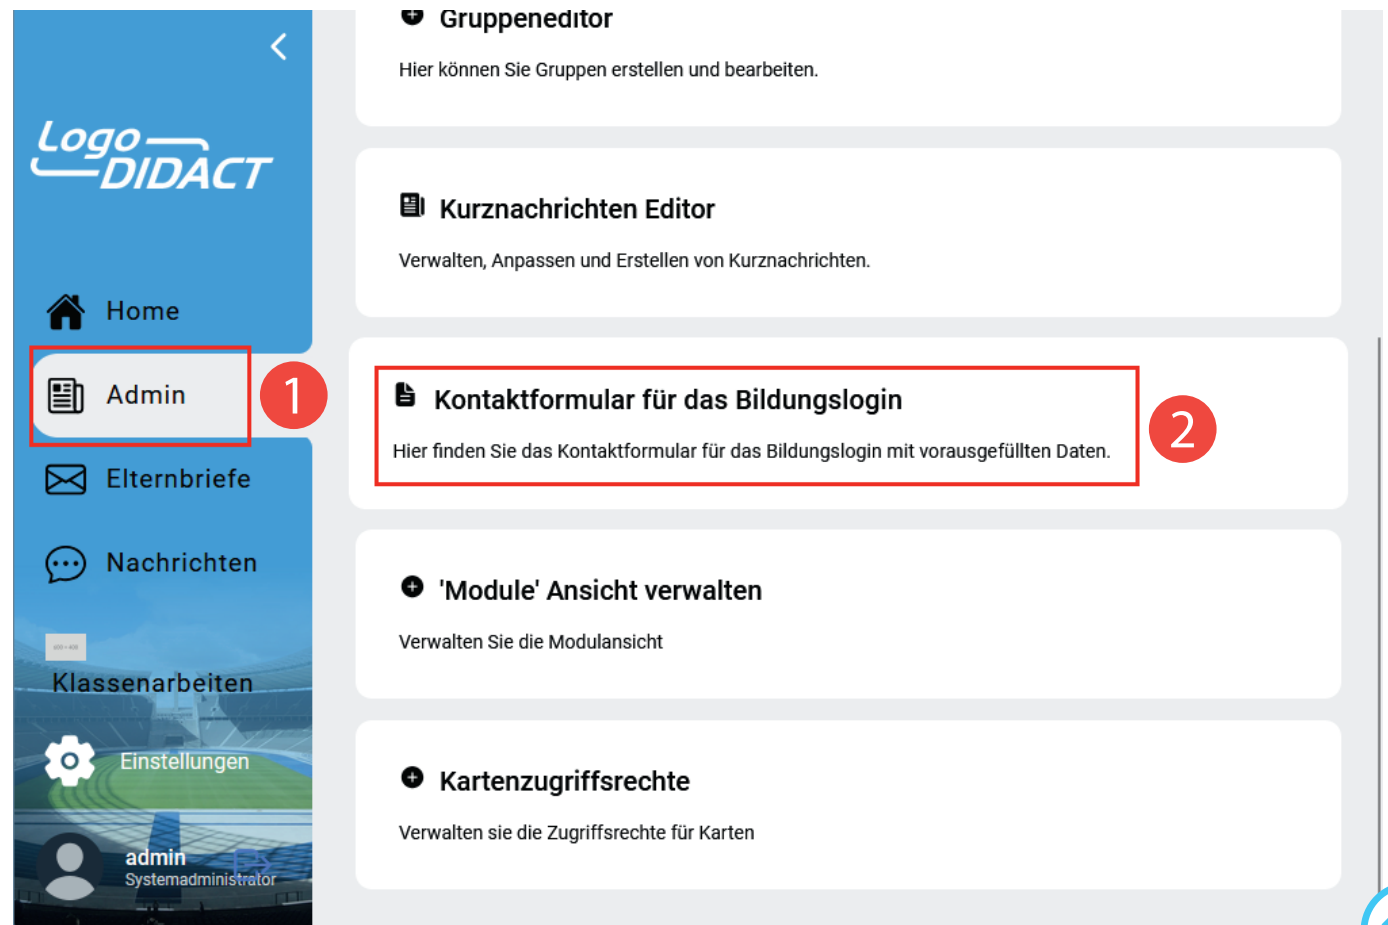 Logo
DIDACT
Home
Admin
1
Elternbriefe
Nachrichten
Klassenarbeiten
Einstellungen
admin
Systemadministrator
Gruppeneditor
Hier können Sie Gruppen erstellen und bearbeiten.
Kurznachrichten Editor
Verwalten, Anpassen und Erstellen von Kurznachrichten.
Kontaktformular für das Bildungslogin
Hier finden Sie das Kontaktformular für das Bildungslogin mit vorausgefüllten Daten.
2
'Module' Ansicht verwalten
Verwalten Sie die Modulansicht
Kartenzugriffsrechte
Verwalten sie die Zugriffsrechte für Karten